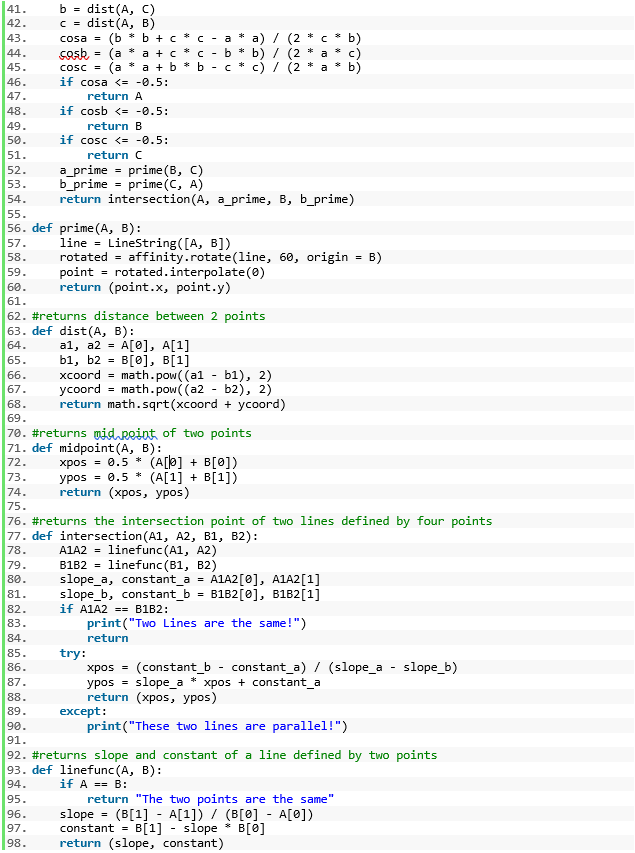 41.     b = dist(A, C)
42.     c = dist(A, B)
43.     cosa = (b * b + c * c - a * a) / (2 * c * b)
44.     cosb = (a * a + c * c - b * b) / (2 * a * c)
45.     cosc = (a * a + b * b - c * c) / (2 * a * b)
46.     if cosa <= -0.5:
47.         return A
48.     if cosb <= -0.5:
49.         return B
50.     if cosc <= -0.5:
51.         return C
52.     a_prime = prime(B, C)
53.     b_prime = prime(C, A)
54.     return intersection(A, a_prime, B, b_prime)
55.
56. def prime(A, B):
57.     line = LineString([A, B])
58.     rotated = affinity.rotate(line, 60, origin = B)
59.     point = rotated.interpolate(0)
60.     return (point.x, point.y)
61.
62. #returns distance between 2 points
63. def dist(A, B):
64.     a1, a2 = A[0], A[1]
65.     b1, b2 = B[0], B[1]
66.     xcoord = math.pow((a1 - b1), 2)
67.     ycoord = math.pow((a2 - b2), 2)
68.     return math.sqrt(xcoord + ycoord)
69.
70. #returns mid point of two points
71. def midpoint(A, B):
72.     xpos = 0.5 * (A[0] + B[0])
73.     ypos = 0.5 * (A[1] + B[1])
74.     return (xpos, ypos)
75.
76. #returns the intersection point of two lines defined by four points
77. def intersection(A1, A2, B1, B2):
78.     A1A2 = linefunc(A1, A2)
79.     B1B2 = linefunc(B1, B2)
80.     slope_a, constant_a = A1A2[0], A1A2[1]
81.     slope_b, constant_b = B1B2[0], B1B2[1]
82.     if A1A2 == B1B2:
83.         print("Two Lines are the same!")
84.         return
85.     try:
86.         xpos = (constant_b - constant_a) / (slope_a - slope_b)
87.         ypos = slope_a * xpos + constant_a
88.         return (xpos, ypos)
89.     except:
90.         print("These two lines are parallel!")
91.
92. #returns slope and constant of a line defined by two points
93. def linefunc(A, B):
94.     if A == B:
95.         return "The two points are the same"
96.     slope = (B[1] - A[1]) / (B[0] - A[0])
97.     constant = B[1] - slope * B[0]
98.     return (slope, constant)